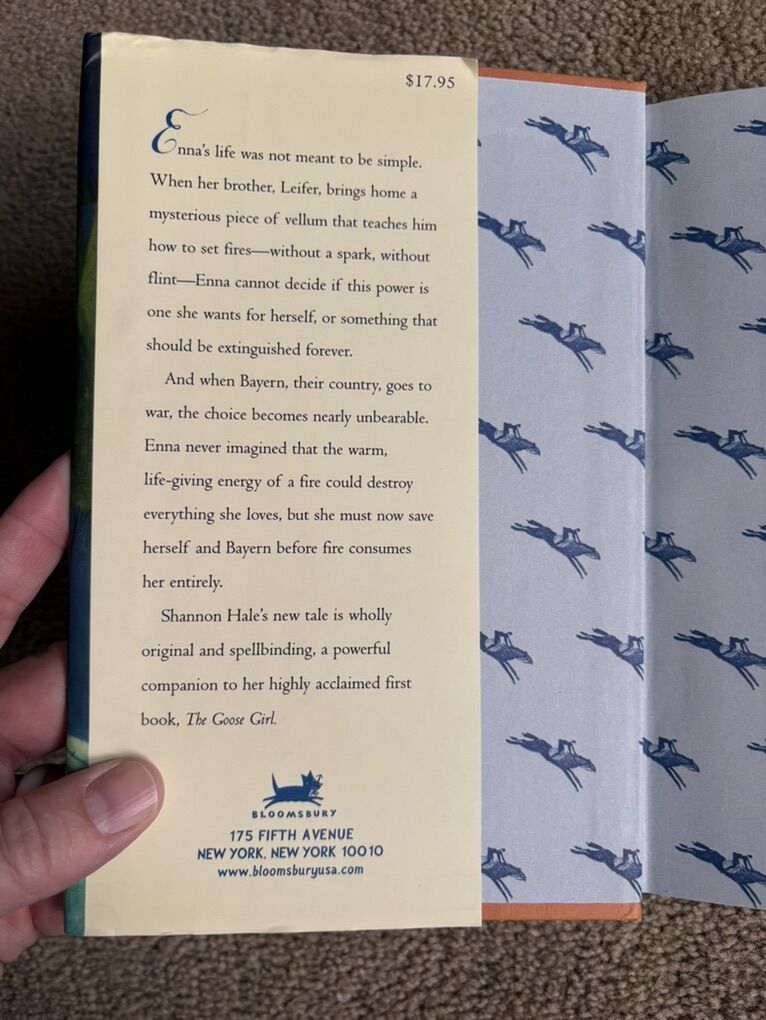 $17.95
Enna's life was not meant to be simple.
When her brother, Leifer, brings home a
mysterious piece of vellum that teaches him
how to set fires—without a spark, without
flint—Enna cannot decide if this power is
one she wants for herself, or something that
should be extinguished forever.
And when Bayern, their country, goes to
war, the choice becomes nearly unbearable.
Enna never imagined that the warm,
life-giving energy of a fire could destroy
everything she loves, but she must now save
herself and Bayern before fire consumes
her entirely.
Shannon Hale's new tale is wholly
original and spellbinding, a powerful
companion to her highly acclaimed first
book, The Goose Girl.
BLOOMSBURY
175 FIFTH AVENUE
NEW YORK, NEW YORK 10010
www.bloomsburyusa.com